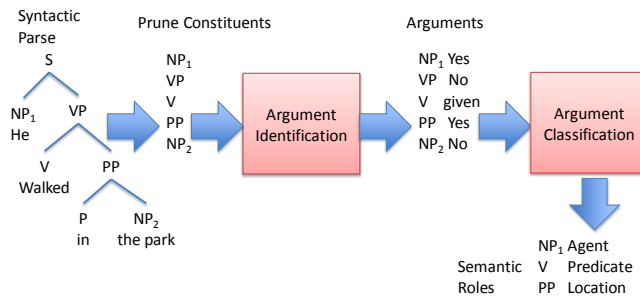 Syntactic
Parse
S
NP₁ VP
He
V PP
Walked
P NP₂
in the park
Prune Constituents
NP₁
VP
V
PP
NP₂
Argument
Identification
Arguments
NP₁ Yes
VP No
V given
PP Yes
NP₂ No
Argument
Classification
NP₁ Agent
Semantic V Predicate
Roles PP Location